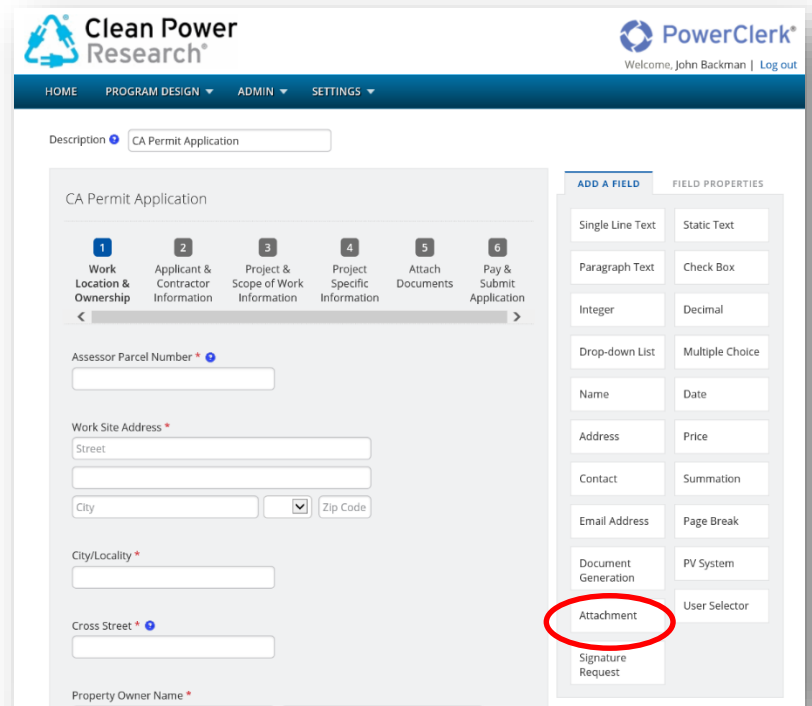 Clean Power
Research®
PowerClerk®
Welcome, John Backman | Log out
HOME PROGRAM DESIGN ADMIN SETTINGS
Description CA Permit Application
CA Permit Application
1 2 3 4 5 6
Work Location & Ownership
Applicant & Contractor Information
Project & Scope of Work Information
Project Specific Information
Attach Documents
Pay & Submit Application
Assessor Parcel Number *
Work Site Address *
Street
City Zip Code
City/Locality *
Cross Street *
Property Owner Name *
ADD A FIELD FIELD PROPERTIES
Single Line Text Static Text
Paragraph Text Check Box
Integer Decimal
Drop-down List Multiple Choice
Name Date
Address Price
Contact Summation
Email Address Page Break
Document Generation PV System
Attachment User Selector
Signature Request